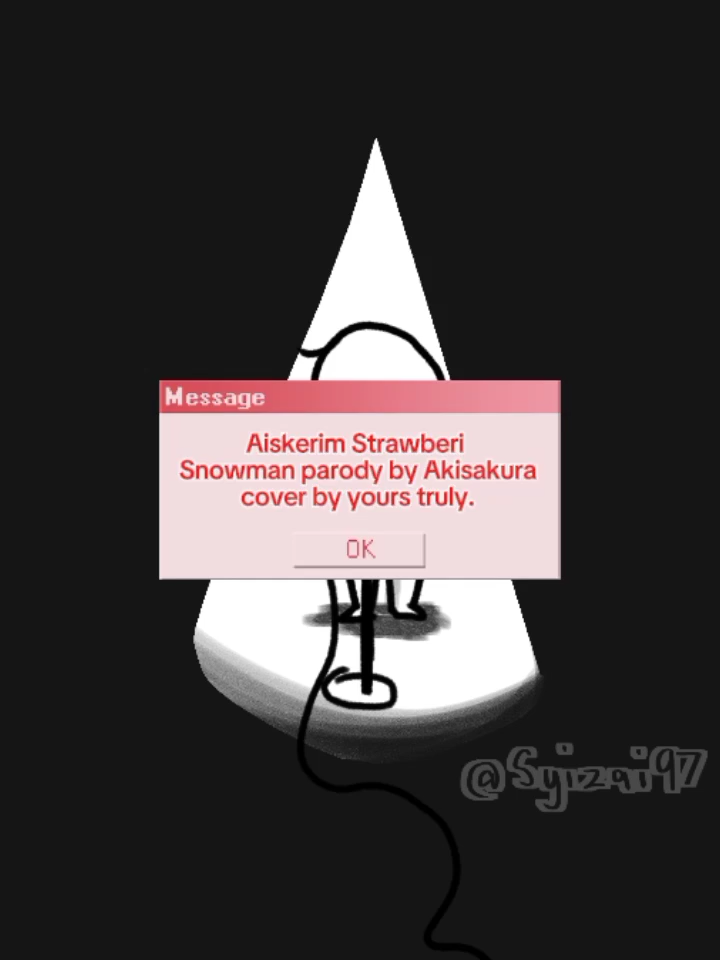 Message
Aiskerim Strawberi
Snowman parody by Akisakura
cover by yours truly.
OK
@Syizai97